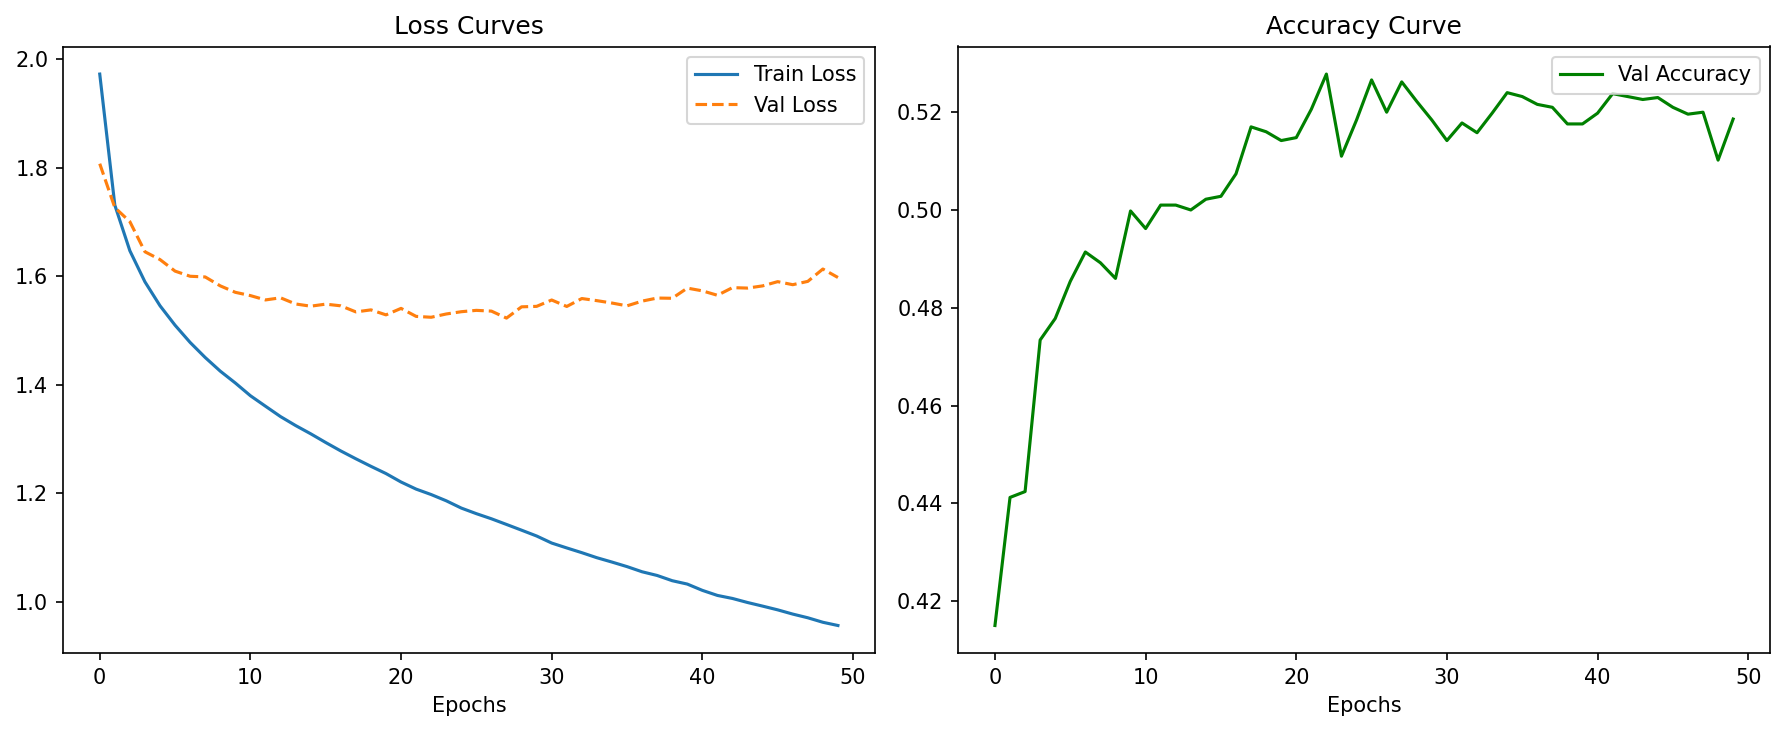 Loss Curves
Train Loss
Val Loss
2.0
1.8
1.6
1.4
1.2
1.0
0 10 20 30 40 50
Epochs
Accuracy Curve
Val Accuracy
0.52
0.50
0.48
0.46
0.44
0.42
0 10 20 30 40 50
Epochs